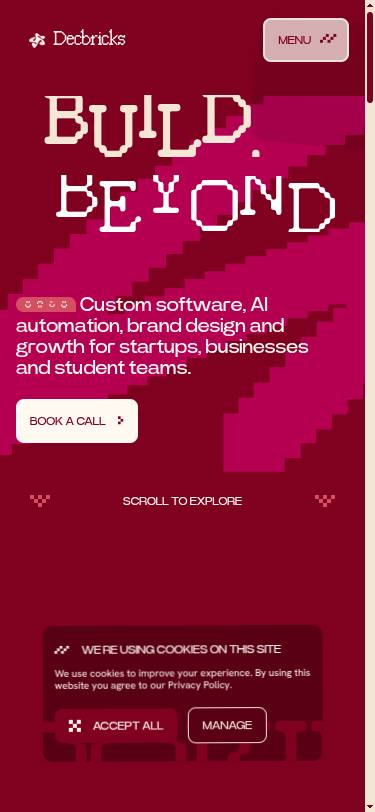 Decbricks
MENU
BUILD.
BEYOND
Custom software, AI
automation, brand design and
growth for startups, businesses
and student teams.
BOOK A CALL
SCROLL TO EXPLORE
WE'RE USING COOKIES ON THIS SITE
We use cookies to improve your experience. By using this
website you agree to our Privacy Policy.
ACCEPT ALL
MANAGE